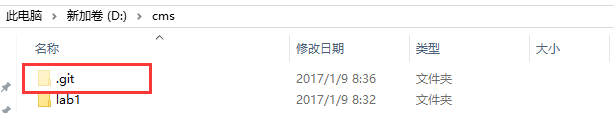 此电脑 › 新加卷 (D:) › cms
名称 修改日期 类型 大小
.git 2017/1/9 8:36 文件夹
lab1 2017/1/9 8:32 文件夹